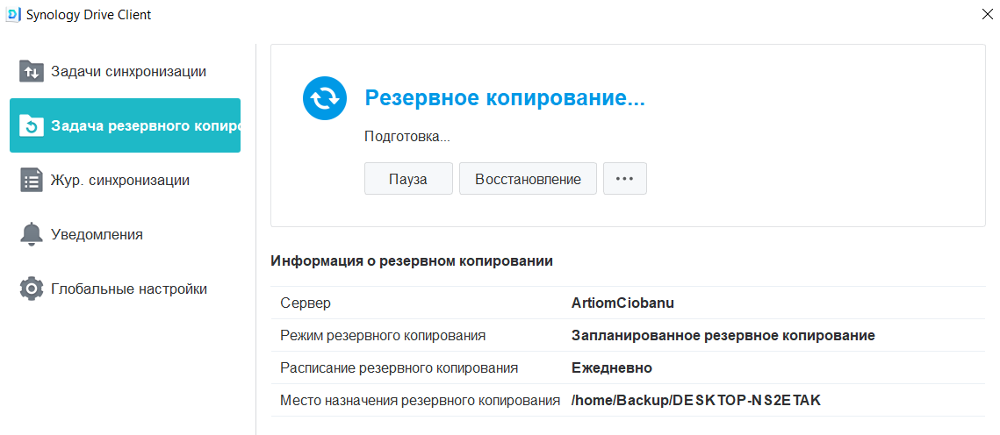 Synology Drive Client
Задачи синхронизации
Задача резервного копиро
Жур. синхронизации
Уведомления
Глобальные настройки
Резервное копирование...
Подготовка...
Пауза Восстановление ...
Информация о резервном копировании
Сервер ArtiomCiobanu
Режим резервного копирования Запланированное резервное копирование
Расписание резервного копирования Ежедневно
Место назначения резервного копирования /home/Backup/DESKTOP-NS2ETAK